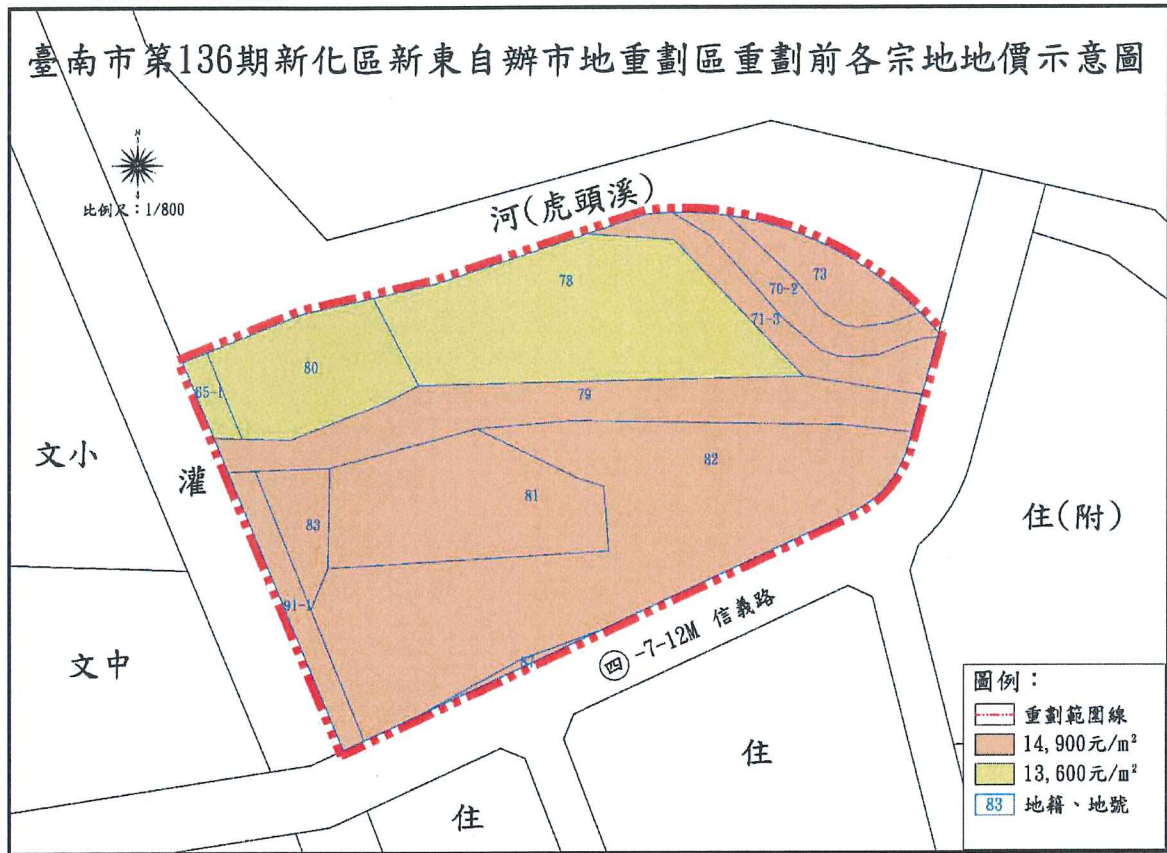 臺南市第136期新化區新東自辦市地重劃區重劃前各宗地地價示意圖
N
比例尺：1/800
河(虎頭溪)
73
78
70-2
71-3
80
65-1
79
文小
灌
82
81
83
住(附)
91-1
文中
87
四-7-12M 信義路
住
住
圖例：
重劃範圍線
14,900元/m²
13,600元/m²
83 地籍、地號